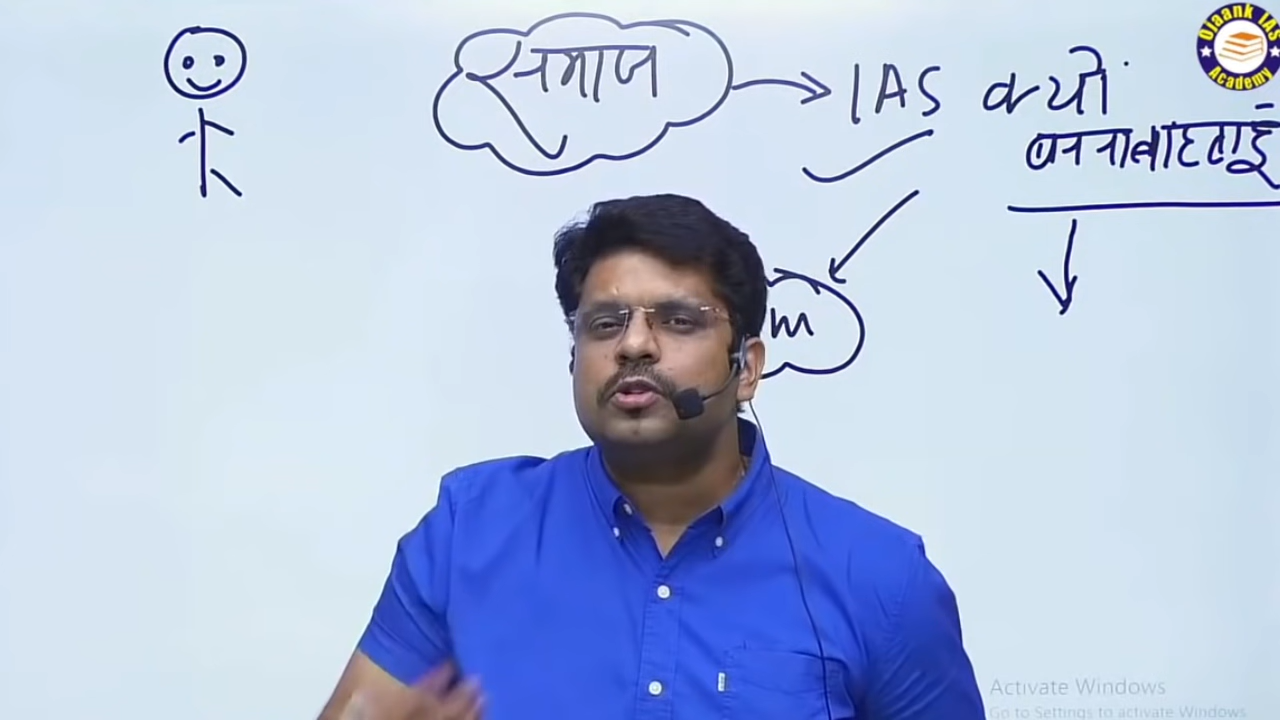 समाज → IAS क्यों
बनना चाहता हूं
Ojaank IAS
Academy
Activate Windows
Go to Settings to activate Windows.